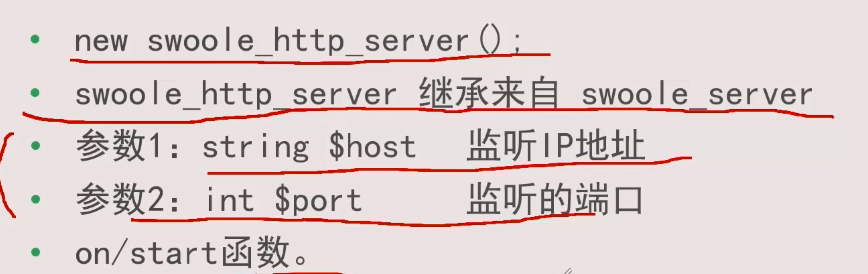 new swoole_http_server();
swoole_http_server 继承来自 swoole_server
参数1：string $host 监听IP地址
参数2：int $port 监听的端口
on/start函数。